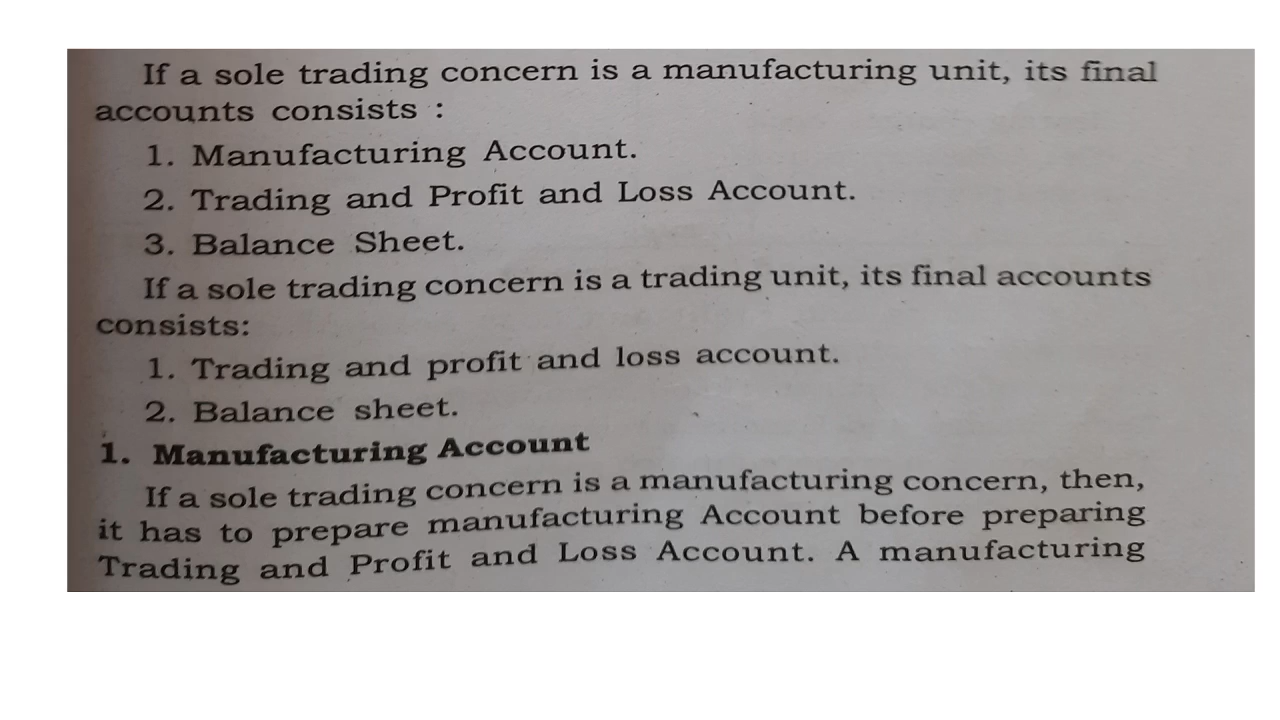 If a sole trading concern is a manufacturing unit, its final
accounts consists :
1. Manufacturing Account.
2. Trading and Profit and Loss Account.
3. Balance Sheet.
If a sole trading concern is a trading unit, its final accounts
consists:
1. Trading and profit and loss account.
2. Balance sheet.
1. Manufacturing Account
If a sole trading concern is a manufacturing concern, then,
it has to prepare manufacturing Account before preparing
Trading and Profit and Loss Account. A manufacturing